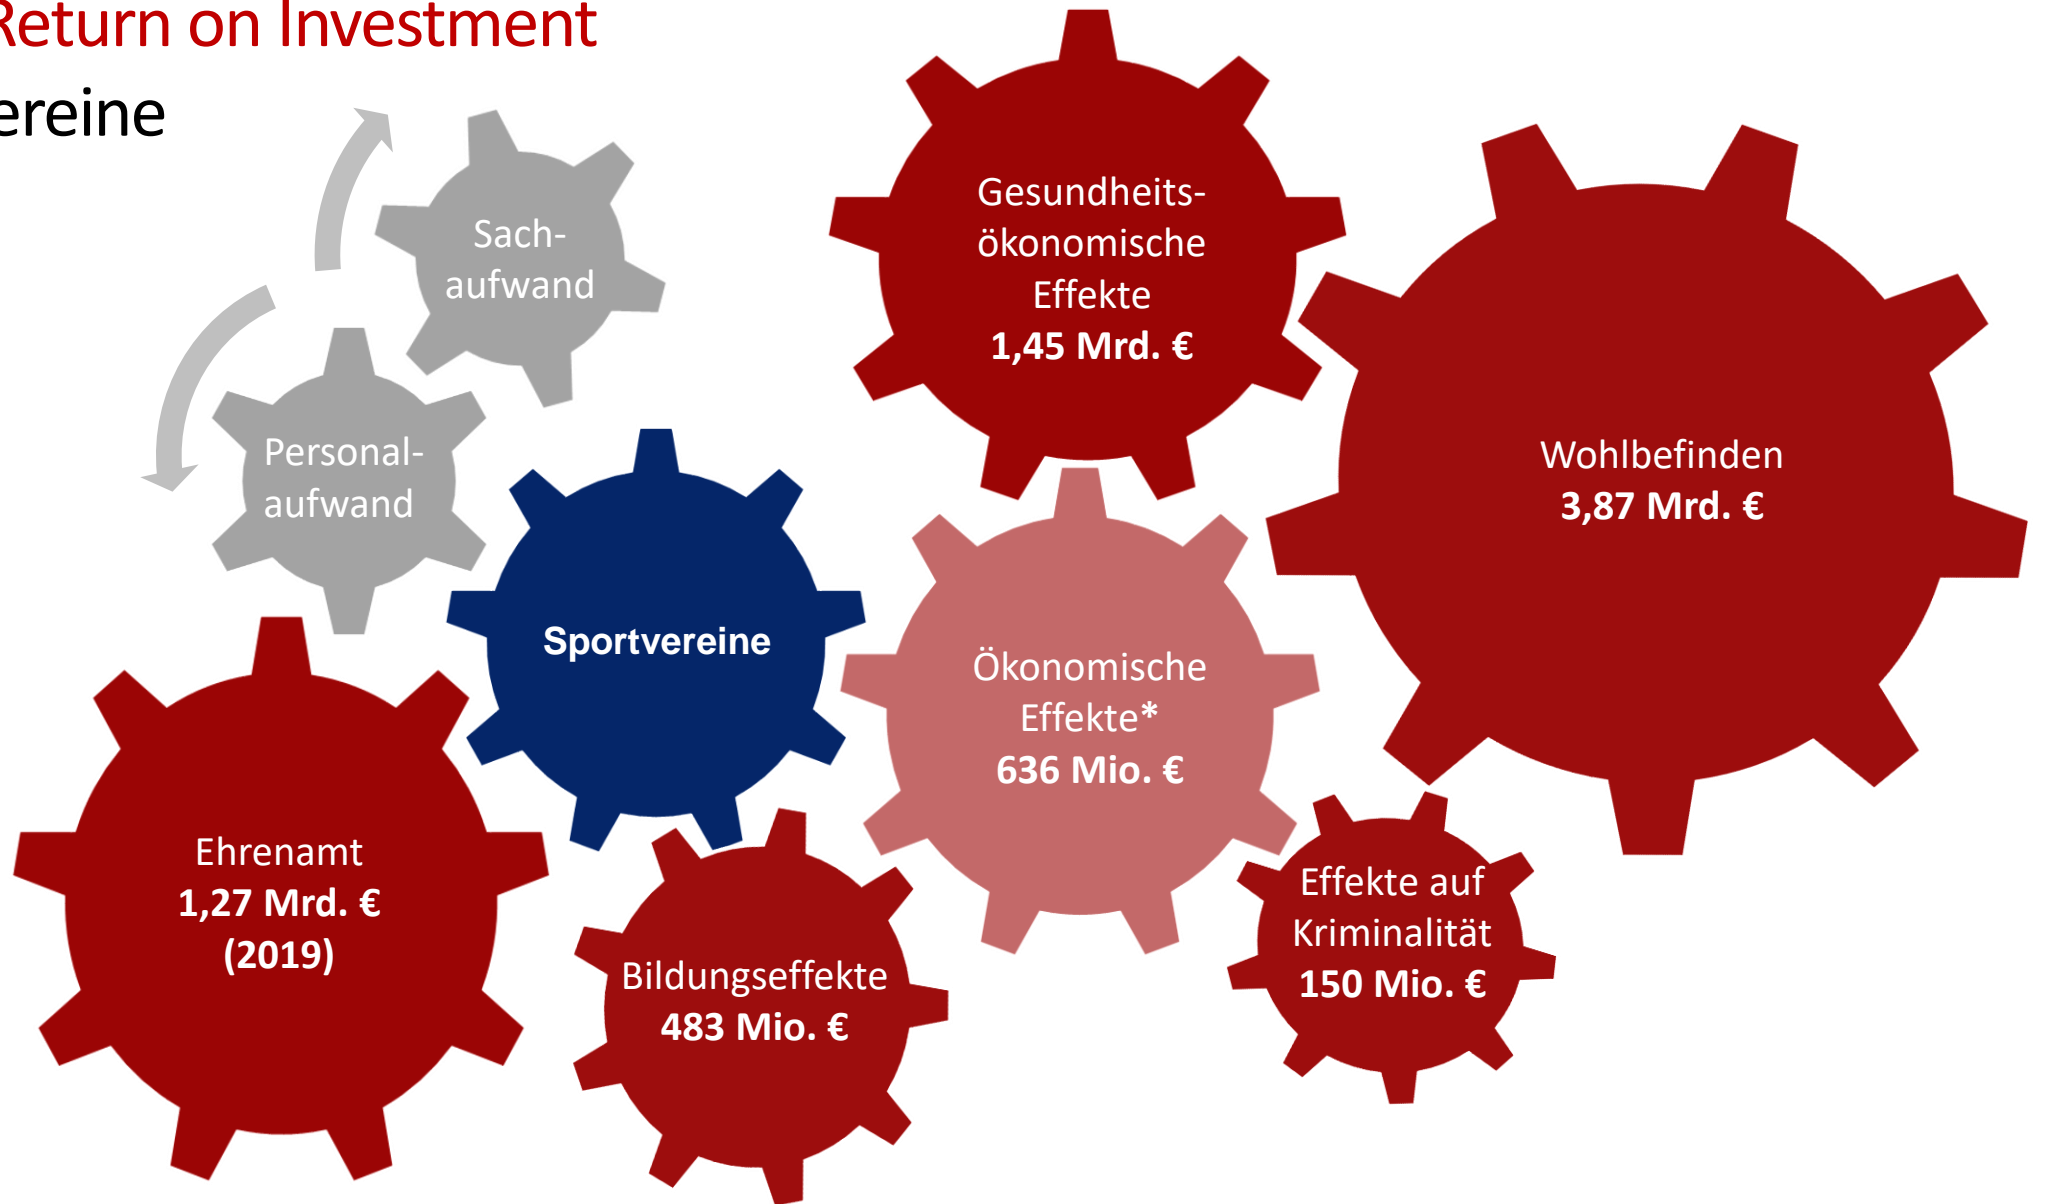 Return on Investment
ereine
Sach-
aufwand
Personal-
aufwand
Sportvereine
Gesundheits-
ökonomische
Effekte
1,45 Mrd. €
Wohlbefinden
3,87 Mrd. €
Ökonomische
Effekte*
636 Mio. €
Ehrenamt
1,27 Mrd. €
(2019)
Bildungseffekte
483 Mio. €
Effekte auf
Kriminalität
150 Mio. €